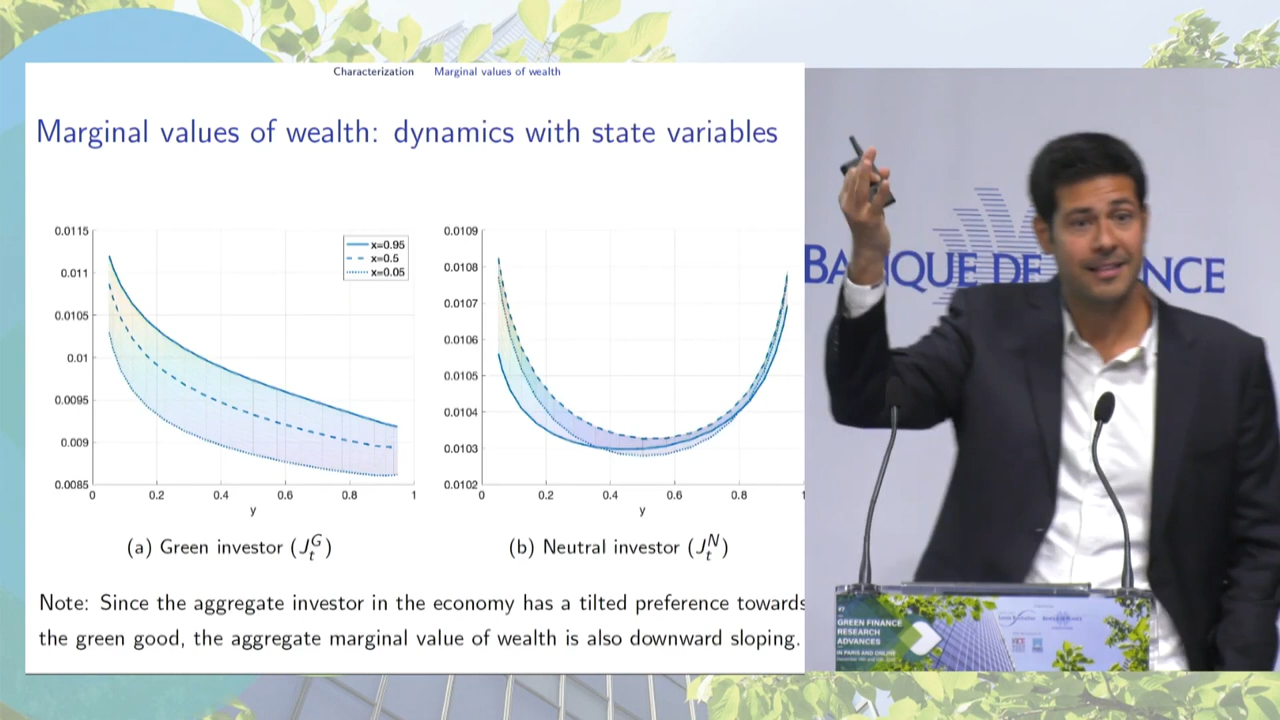 Characterization Marginal values of wealth
Marginal values of wealth: dynamics with state variables
0.0115
0.011
0.0105
0.01
0.0095
0.009
0.0085
0 0.2 0.4 0.6 0.8 1
y
x=0.95
x=0.5
x=0.05
(a) Green investor (J_t^G)
0.0109
0.0108
0.0107
0.0106
0.0105
0.0104
0.0103
0.0102
0 0.2 0.4 0.6 0.8 1
y
(b) Neutral investor (J_t^N)
Note: Since the aggregate investor in the economy has a tilted preference towards
the green good, the aggregate marginal value of wealth is also downward sloping.
BANQUE DE NCE
GREEN FINANCE
RESEARCH
ADVANCES
IN PARIS AND ONLINE